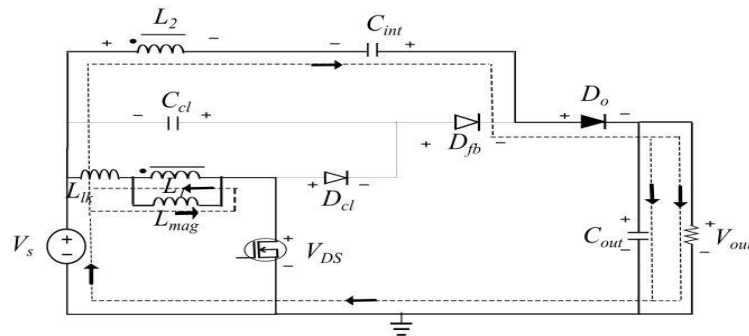 L2
Cint
+ − − +
Ccl
− +
Do
+ −
Dfb
+ −
L1
Llk
Dcl
+ −
Lmag
Vs
+
−
VDS
+
−
Cout
+
−
Vout
+
−